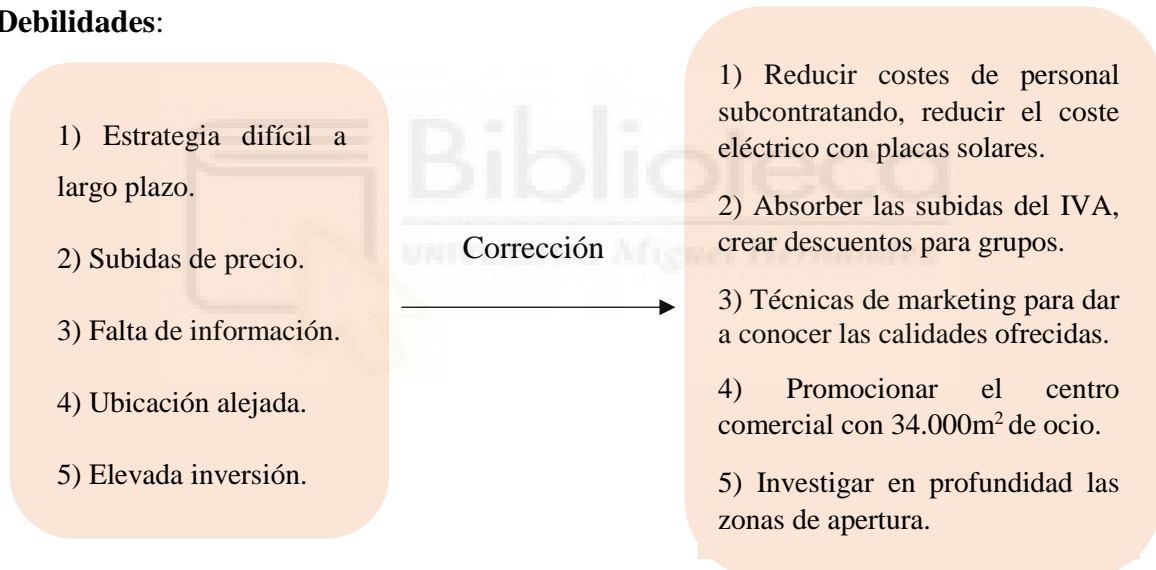 Debilidades:
1) Estrategia difícil a
largo plazo.
2) Subidas de precio.
3) Falta de información.
4) Ubicación alejada.
5) Elevada inversión.
Corrección
1) Reducir costes de personal
subcontratando, reducir el coste
eléctrico con placas solares.
2) Absorber las subidas del IVA,
crear descuentos para grupos.
3) Técnicas de marketing para dar
a conocer las calidades ofrecidas.
4) Promocionar el centro
comercial con 34.000m² de ocio.
5) Investigar en profundidad las
zonas de apertura.
Biblioteca